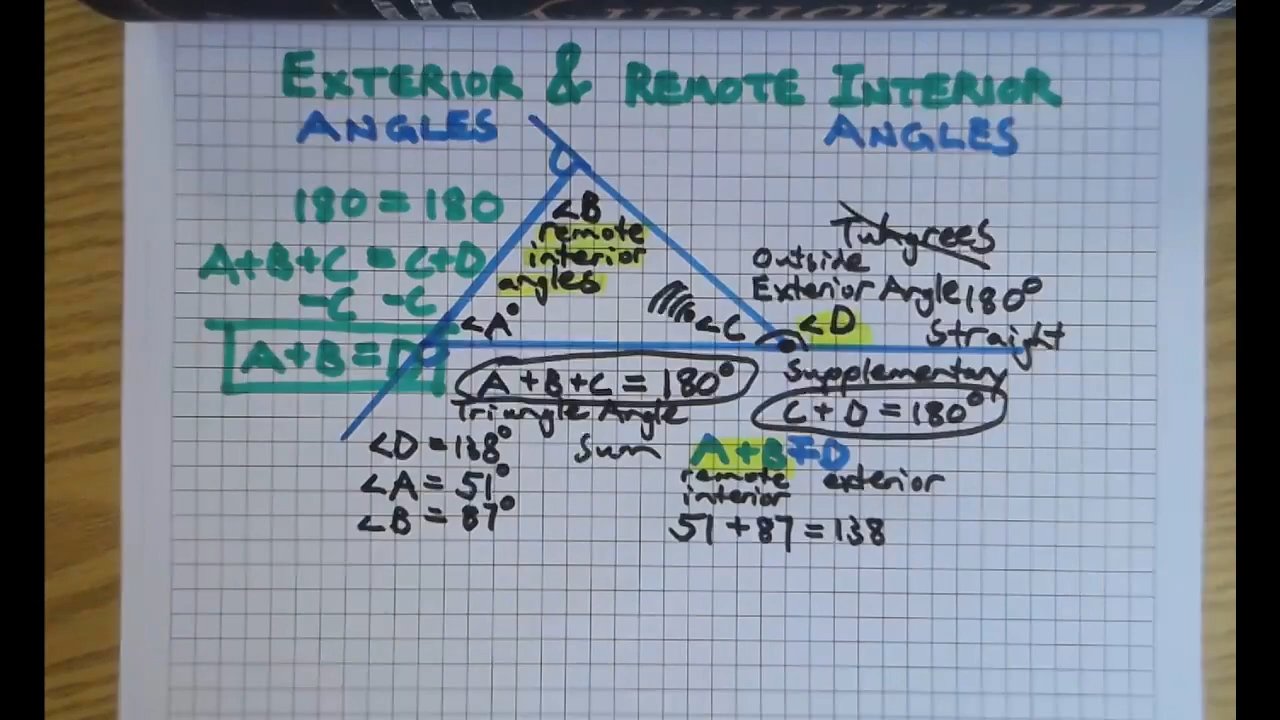 EXTERIOR & REMOTE INTERIOR
ANGLES ANGLES
180 = 180
A+B+C = C+D
-C -C
A+B = D
<B
remote
interior
angles
<A°
<C
<D
Outside
Exterior Angle 180°
Straight
Supplementary
C + D = 180°
A + B + C = 180°
Triangle Angle
Sum
<D = 138°
<A = 51°
<B = 87°
A + B = D
remote exterior
interior
51 + 87 = 138